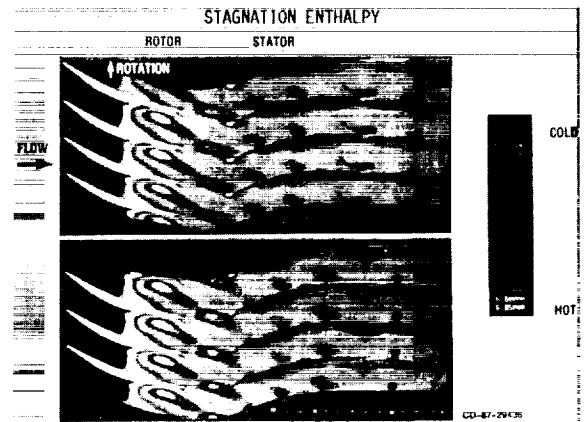 STAGNATION ENTHALPY
ROTOR STATOR
ROTATION
FLOW
COLD
HOT
CD-87-29436